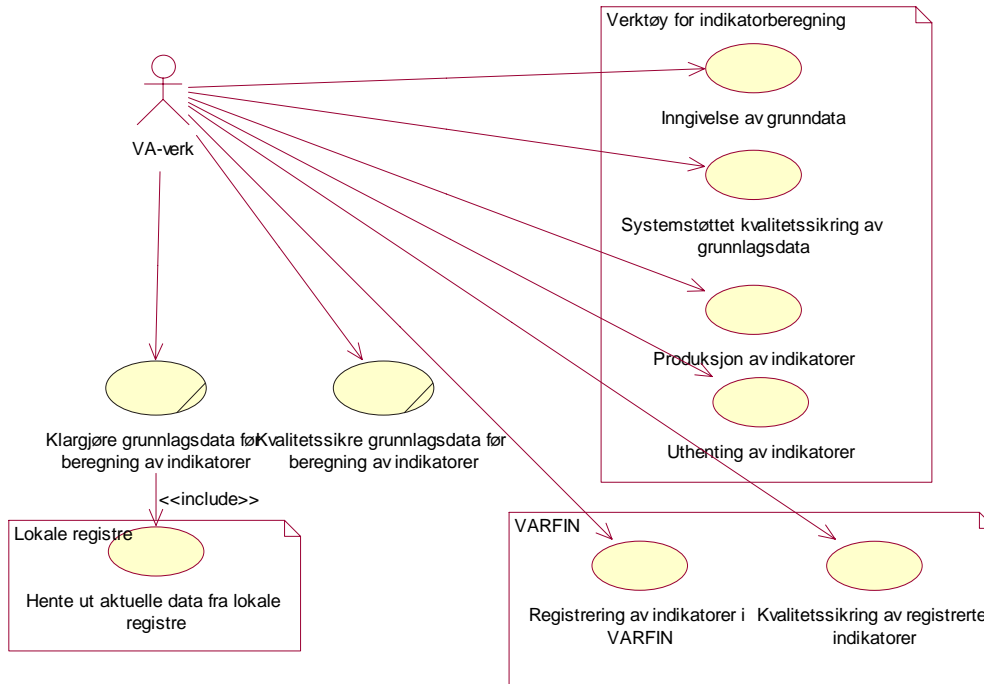 Verktøy for indikatorberegning
Inngivelse av grunndata
VA-verk
Systemstøttet kvalitetssikring av
grunnlagsdata
Produksjon av indikatorer
Klargjøre grunnlagsdata før
beregning av indikatorer
Kvalitetssikre grunnlagsdata før
beregning av indikatorer
Uthenting av indikatorer
<<include>>
Lokale registre
Hente ut aktuelle data fra lokale
registre
VARFIN
Registrering av indikatorer i
VARFIN
Kvalitetssikring av registrerte
indikatorer